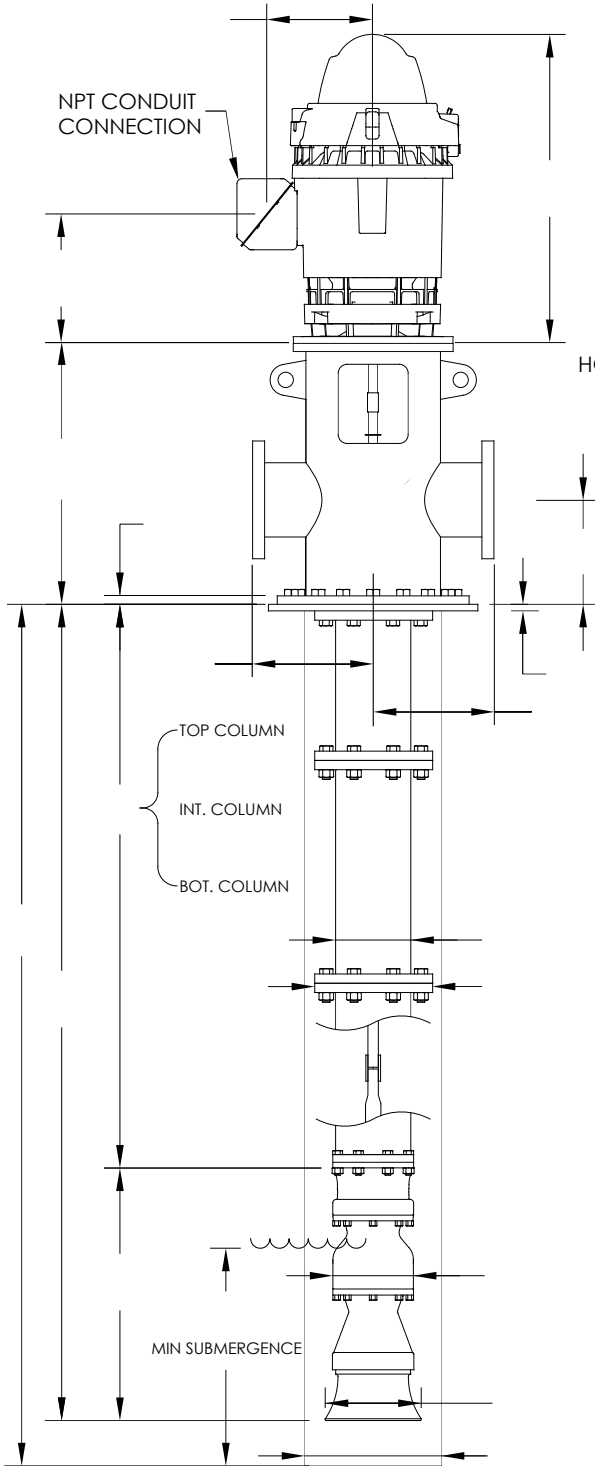 NPT CONDUIT
CONNECTION
TOP COLUMN
INT. COLUMN
BOT. COLUMN
MIN SUBMERGENCE